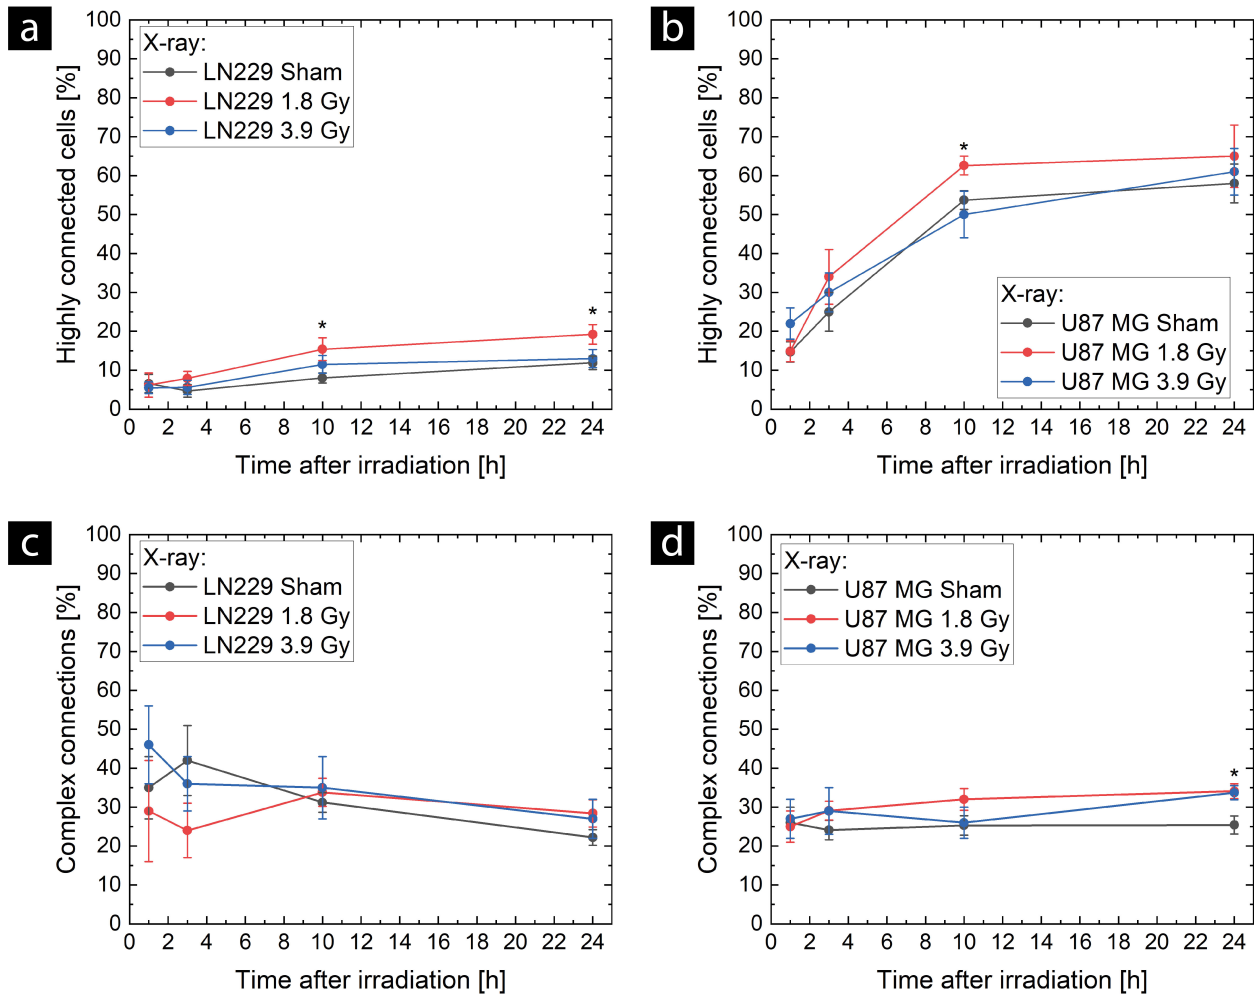 a
100
90
80
70
60
50
40
30
20
10
0
Highly connected cells [%]
X-ray:
LN229 Sham
LN229 1.8 Gy
LN229 3.9 Gy
*
*
0 2 4 6 8 10 12 14 16 18 20 22 24
Time after irradiation [h]
b
100
90
80
70
60
50
40
30
20
10
0
Highly connected cells [%]
*
X-ray:
U87 MG Sham
U87 MG 1.8 Gy
U87 MG 3.9 Gy
0 2 4 6 8 10 12 14 16 18 20 22 24
Time after irradiation [h]
c
100
90
80
70
60
50
40
30
20
10
0
Complex connections [%]
X-ray:
LN229 Sham
LN229 1.8 Gy
LN229 3.9 Gy
0 2 4 6 8 10 12 14 16 18 20 22 24
Time after irradiation [h]
d
100
90
80
70
60
50
40
30
20
10
0
Complex connections [%]
X-ray:
U87 MG Sham
U87 MG 1.8 Gy
U87 MG 3.9 Gy
*
0 2 4 6 8 10 12 14 16 18 20 22 24
Time after irradiation [h]